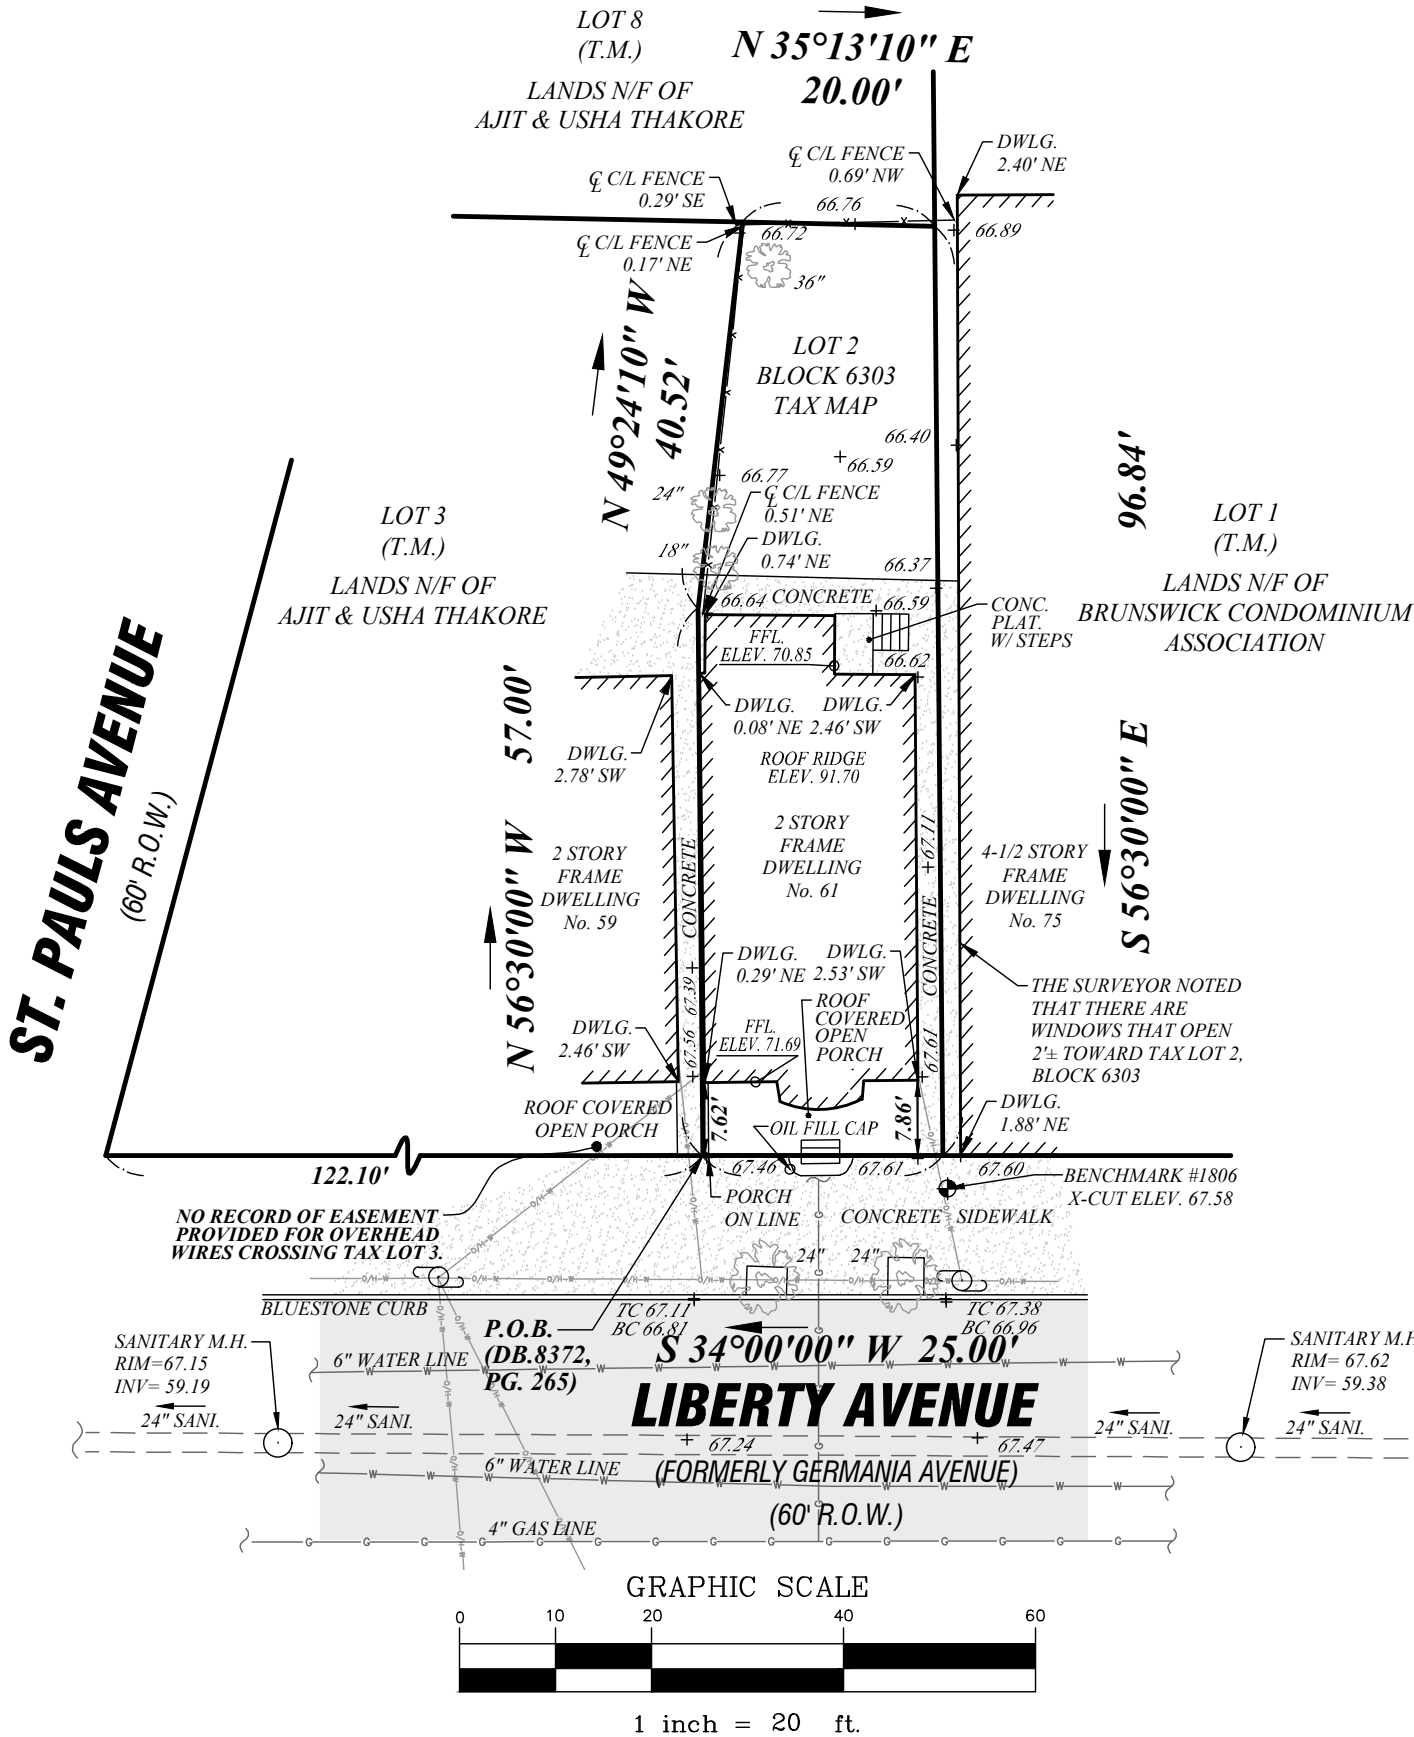 LOT 8
(T.M.)
LANDS N/F OF
AJIT & USHA THAKORE
N 35°13'10" E
20.00'
℄ C/L FENCE
0.69' NW
DWLG.
2.40' NE
℄ C/L FENCE
0.29' SE
66.76
66.72
66.89
℄ C/L FENCE
0.17' NE
36"
N 49°24'10" W
40.52'
LOT 2
BLOCK 6303
TAX MAP
66.40
66.59
66.77
24"
℄ C/L FENCE
0.51' NE
DWLG.
0.74' NE
18"
66.37
96.84'
S 56°30'00" E
LOT 3
(T.M.)
LANDS N/F OF
AJIT & USHA THAKORE
LOT 1
(T.M.)
LANDS N/F OF
BRUNSWICK CONDOMINIUM
ASSOCIATION
66.64
CONCRETE
66.59
CONC.
PLAT.
W/ STEPS
FFL.
ELEV. 70.85
66.62
ST. PAULS AVENUE
(60' R.O.W.)
57.00'
N 56°30'00" W
DWLG.
2.78' SW
DWLG.
0.08' NE
DWLG.
2.46' SW
ROOF RIDGE
ELEV. 91.70
2 STORY
FRAME
DWELLING
No. 59
CONCRETE
67.39
67.56
2 STORY
FRAME
DWELLING
No. 61
67.11
CONCRETE
67.61
4-1/2 STORY
FRAME
DWELLING
No. 75
DWLG.
0.29' NE
DWLG.
2.53' SW
THE SURVEYOR NOTED
THAT THERE ARE
WINDOWS THAT OPEN
2'± TOWARD TAX LOT 2,
BLOCK 6303
ROOF
COVERED
OPEN
PORCH
FFL.
ELEV. 71.69
DWLG.
2.46' SW
ROOF COVERED
OPEN PORCH
7.62'
OIL FILL CAP
7.86'
DWLG.
1.88' NE
122.10'
67.46
67.61
67.60
PORCH
ON LINE
BENCHMARK #1806
X-CUT ELEV. 67.58
CONCRETE SIDEWALK
NO RECORD OF EASEMENT
PROVIDED FOR OVERHEAD
WIRES CROSSING TAX LOT 3.
24"
24"
O/H-W O/H-W O/H-W O/H-W O/H-W O/H-W O/H-W O/H-W
BLUESTONE CURB
TC 67.11
BC 66.81
TC 67.38
BC 66.96
P.O.B.
(DB.8372,
PG. 265)
S 34°00'00" W 25.00'
SANITARY M.H.
RIM=67.15
INV= 59.19
6" WATER LINE
SANITARY M.H
RIM= 67.62
INV= 59.38
LIBERTY AVENUE
24" SANI.
24" SANI.
24" SANI.
24" SANI.
67.24
67.47
6" WATER LINE
(FORMERLY GERMANIA AVENUE)
(60' R.O.W.)
4" GAS LINE
GRAPHIC SCALE
0 10 20 40 60
1 inch = 20 ft.